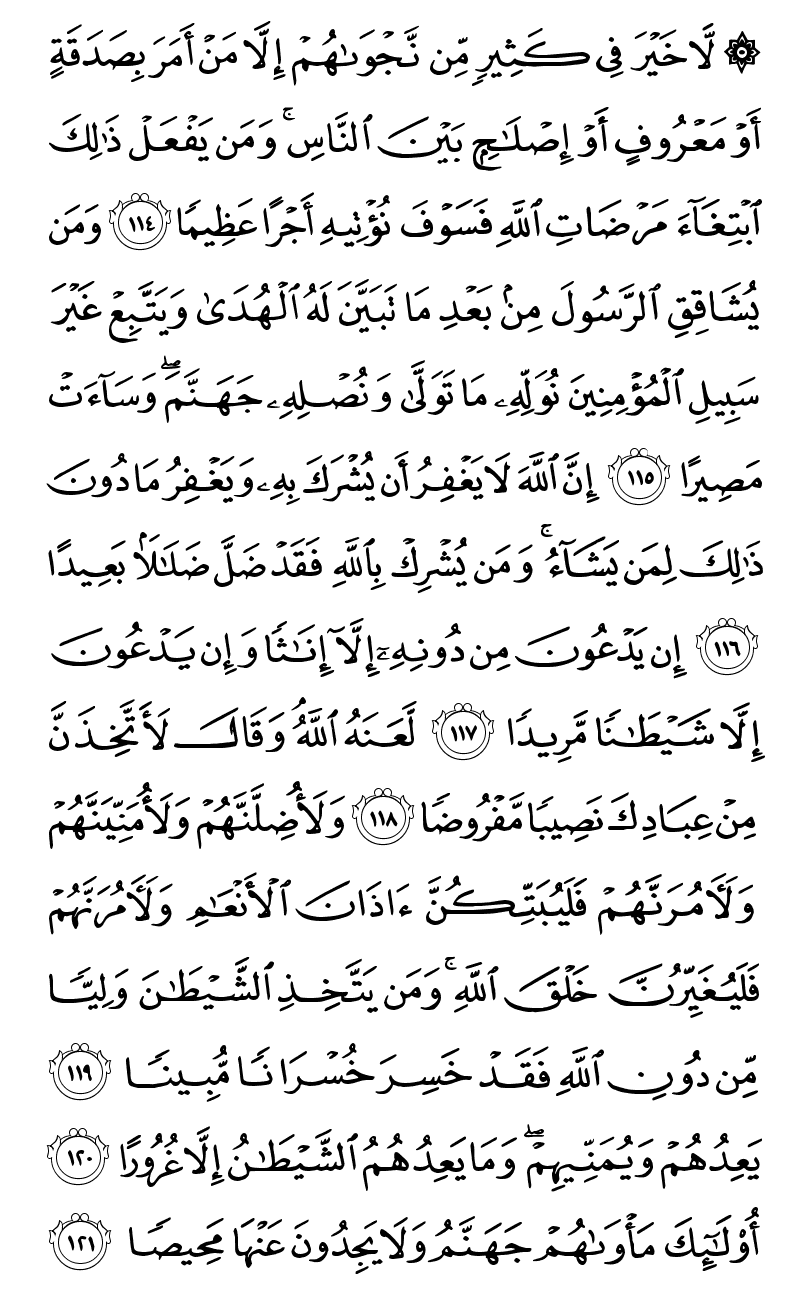 ۞ لَّا خَيْرَ فِى كَثِيرٍ مِّن نَّجْوَىٰهُمْ إِلَّا مَنْ أَمَرَ بِصَدَقَةٍ
أَوْ مَعْرُوفٍ أَوْ إِصْلَٰحٍۭ بَيْنَ ٱلنَّاسِ ۚ وَمَن يَفْعَلْ ذَٰلِكَ
ٱبْتِغَآءَ مَرْضَاتِ ٱللَّهِ فَسَوْفَ نُؤْتِيهِ أَجْرًا عَظِيمًا ١١٤ وَمَن
يُشَاقِقِ ٱلرَّسُولَ مِنۢ بَعْدِ مَا تَبَيَّنَ لَهُ ٱلْهُدَىٰ وَيَتَّبِعْ غَيْرَ
سَبِيلِ ٱلْمُؤْمِنِينَ نُوَلِّهِۦ مَا تَوَلَّىٰ وَنُصْلِهِۦ جَهَنَّمَ ۖ وَسَآءَتْ
مَصِيرًا ١١٥ إِنَّ ٱللَّهَ لَا يَغْفِرُ أَن يُشْرَكَ بِهِۦ وَيَغْفِرُ مَا دُونَ
ذَٰلِكَ لِمَن يَشَآءُ ۚ وَمَن يُشْرِكْ بِٱللَّهِ فَقَدْ ضَلَّ ضَلَٰلًۢا بَعِيدًا
١١٦ إِن يَدْعُونَ مِن دُونِهِۦٓ إِلَّآ إِنَٰثًا وَإِن يَدْعُونَ
إِلَّا شَيْطَٰنًا مَّرِيدًا ١١٧ لَّعَنَهُ ٱللَّهُ ۘ وَقَالَ لَأَتَّخِذَنَّ
مِنْ عِبَادِكَ نَصِيبًا مَّفْرُوضًا ١١٨ وَلَأُضِلَّنَّهُمْ وَلَأُمَنِّيَنَّهُمْ
وَلَءَامُرَنَّهُمْ فَلَيُبَتِّكُنَّ ءَاذَانَ ٱلْأَنْعَٰمِ وَلَءَامُرَنَّهُمْ
فَلَيُغَيِّرُنَّ خَلْقَ ٱللَّهِ ۚ وَمَن يَتَّخِذِ ٱلشَّيْطَٰنَ وَلِيًّا
مِّن دُونِ ٱللَّهِ فَقَدْ خَسِرَ خُسْرَانًا مُّبِينًا ١١٩
يَعِدُهُمْ وَيُمَنِّيهِمْ ۖ وَمَا يَعِدُهُمُ ٱلشَّيْطَٰنُ إِلَّا غُرُورًا ١٢٠
أُو۟لَٰٓئِكَ مَأْوَىٰهُمْ جَهَنَّمُ وَلَا يَجِدُونَ عَنْهَا مَحِيصًا ١٢١